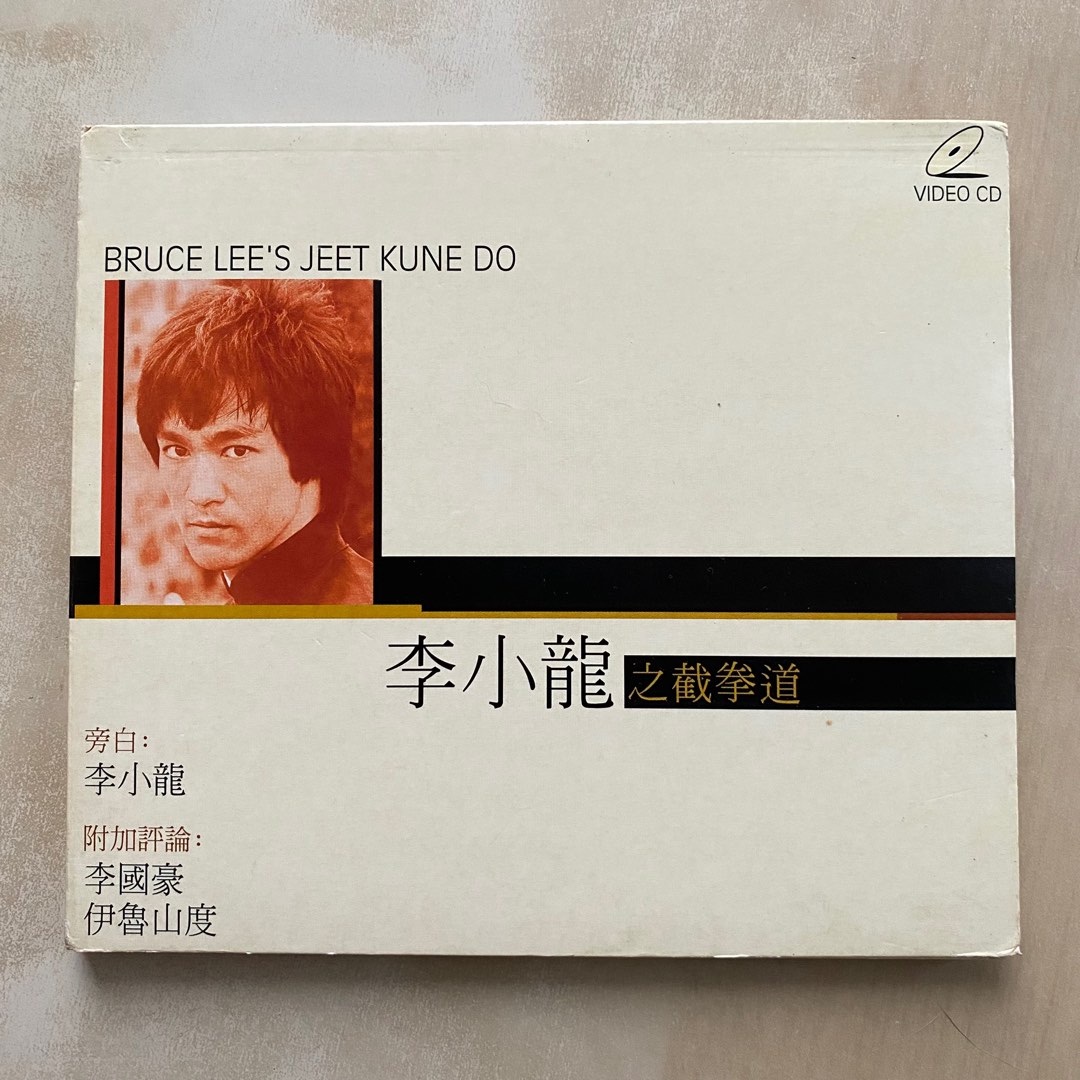 VIDEO CD
BRUCE LEE'S JEET KUNE DO
李小龍之截拳道
旁白:
李小龍
附加評論:
李國豪
伊魯山度